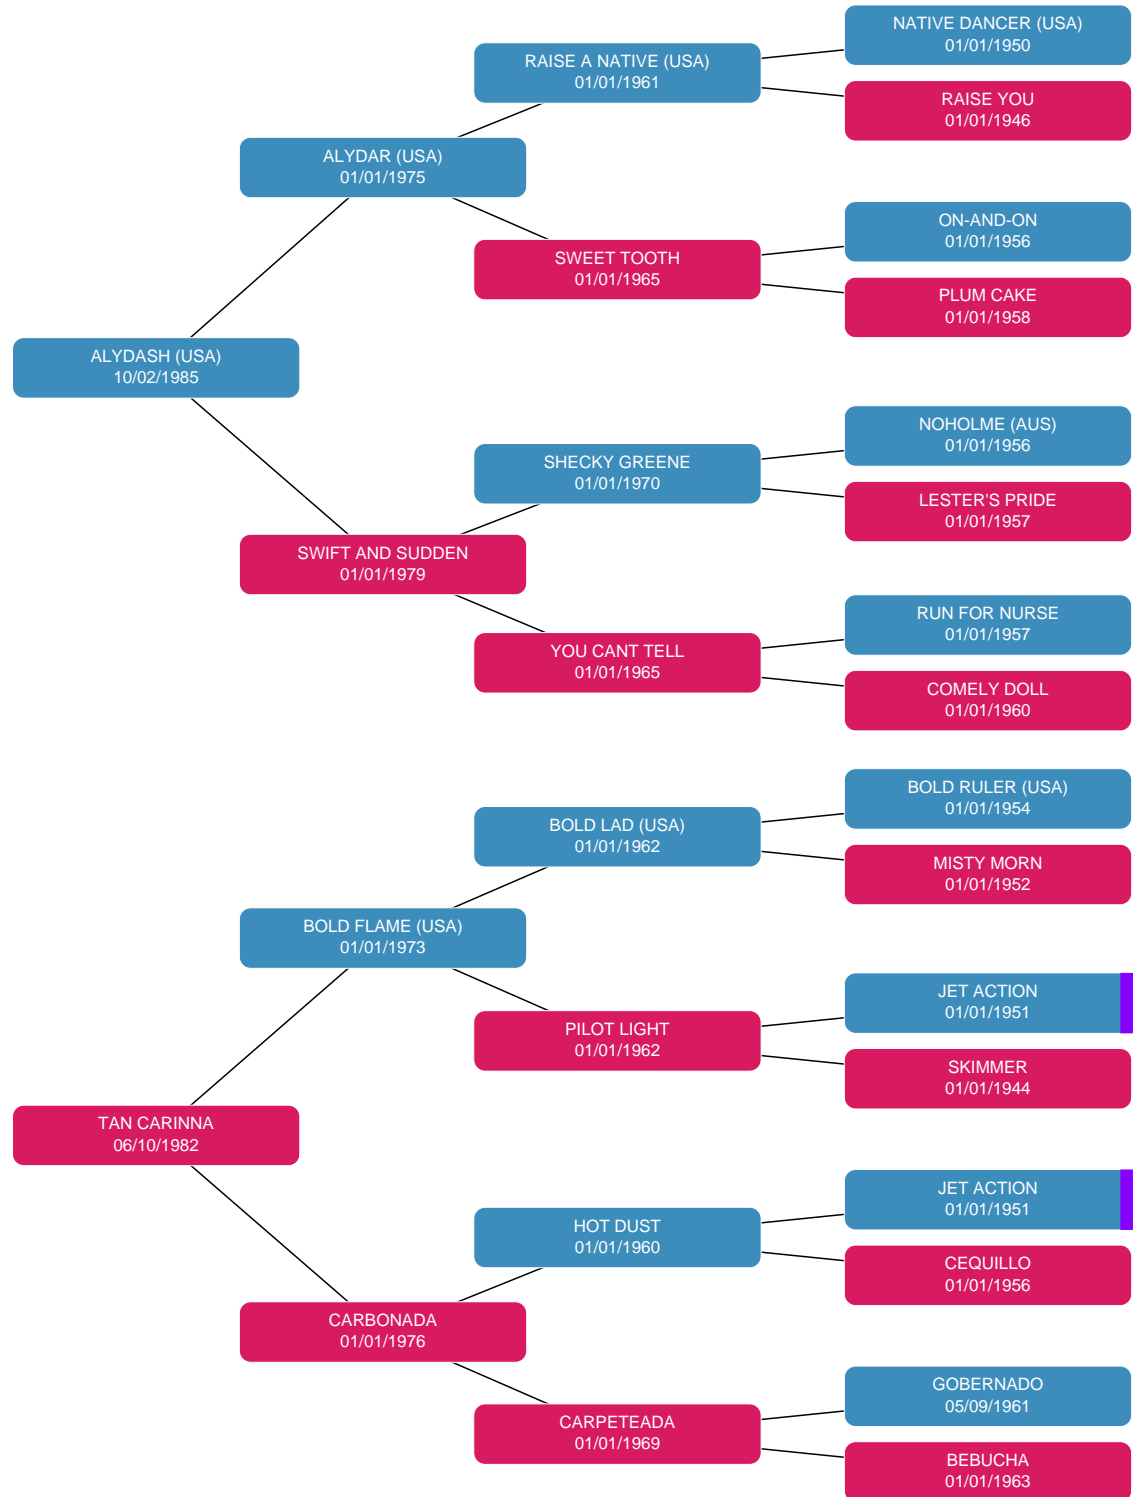 NATIVE DANCER (USA)
01/01/1950
RAISE A NATIVE (USA)
01/01/1961
RAISE YOU
01/01/1946
ALYDAR (USA)
01/01/1975
ON-AND-ON
01/01/1956
SWEET TOOTH
01/01/1965
PLUM CAKE
01/01/1958
ALYDASH (USA)
10/02/1985
NOHOLME (AUS)
01/01/1956
SHECKY GREENE
01/01/1970
LESTER'S PRIDE
01/01/1957
SWIFT AND SUDDEN
01/01/1979
RUN FOR NURSE
01/01/1957
YOU CANT TELL
01/01/1965
COMELY DOLL
01/01/1960
BOLD RULER (USA)
01/01/1954
BOLD LAD (USA)
01/01/1962
MISTY MORN
01/01/1952
BOLD FLAME (USA)
01/01/1973
JET ACTION
01/01/1951
PILOT LIGHT
01/01/1962
SKIMMER
01/01/1944
TAN CARINNA
06/10/1982
JET ACTION
01/01/1951
HOT DUST
01/01/1960
CEQUILLO
01/01/1956
CARBONADA
01/01/1976
GOBERNADO
05/09/1961
CARPETEADA
01/01/1969
BEBUCHA
01/01/1963